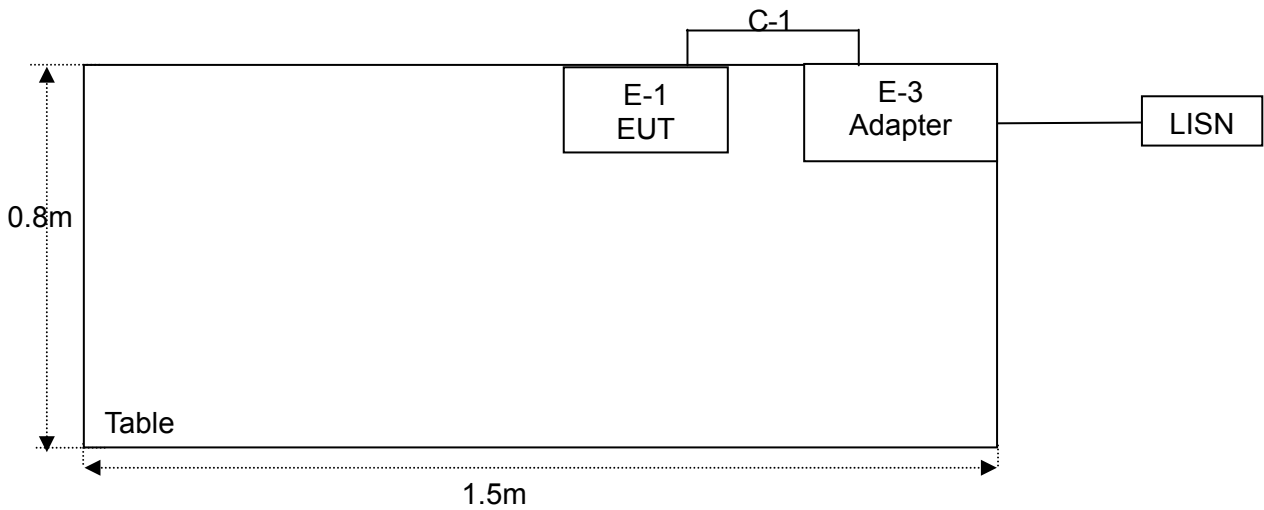 C-1
E-1
EUT
E-3
Adapter
LISN
0.8m
Table
1.5m